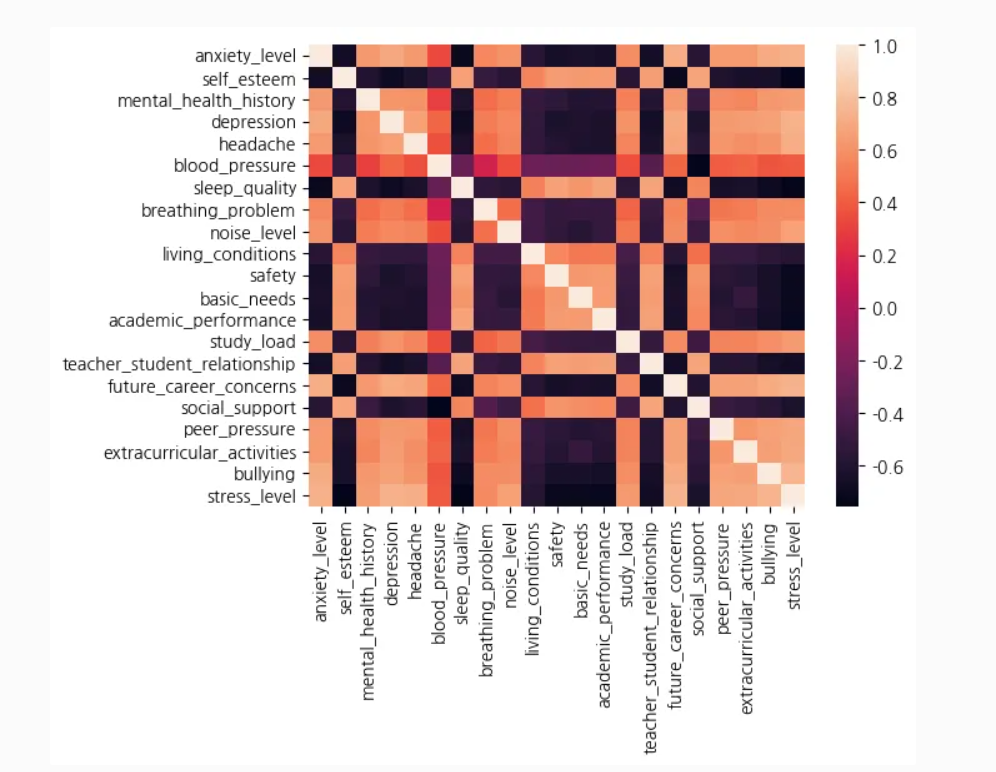 anxiety_level
self_esteem
mental_health_history
depression
headache
blood_pressure
sleep_quality
breathing_problem
noise_level
living_conditions
safety
basic_needs
academic_performance
study_load
teacher_student_relationship
future_career_concerns
social_support
peer_pressure
extracurricular_activities
bullying
stress_level
anxiety_level
self_esteem
mental_health_history
depression
headache
blood_pressure
sleep_quality
breathing_problem
noise_level
living_conditions
safety
basic_needs
academic_performance
study_load
teacher_student_relationship
future_career_concerns
social_support
peer_pressure
extracurricular_activities
bullying
stress_level
1.0
0.8
0.6
0.4
0.2
0.0
-0.2
-0.4
-0.6